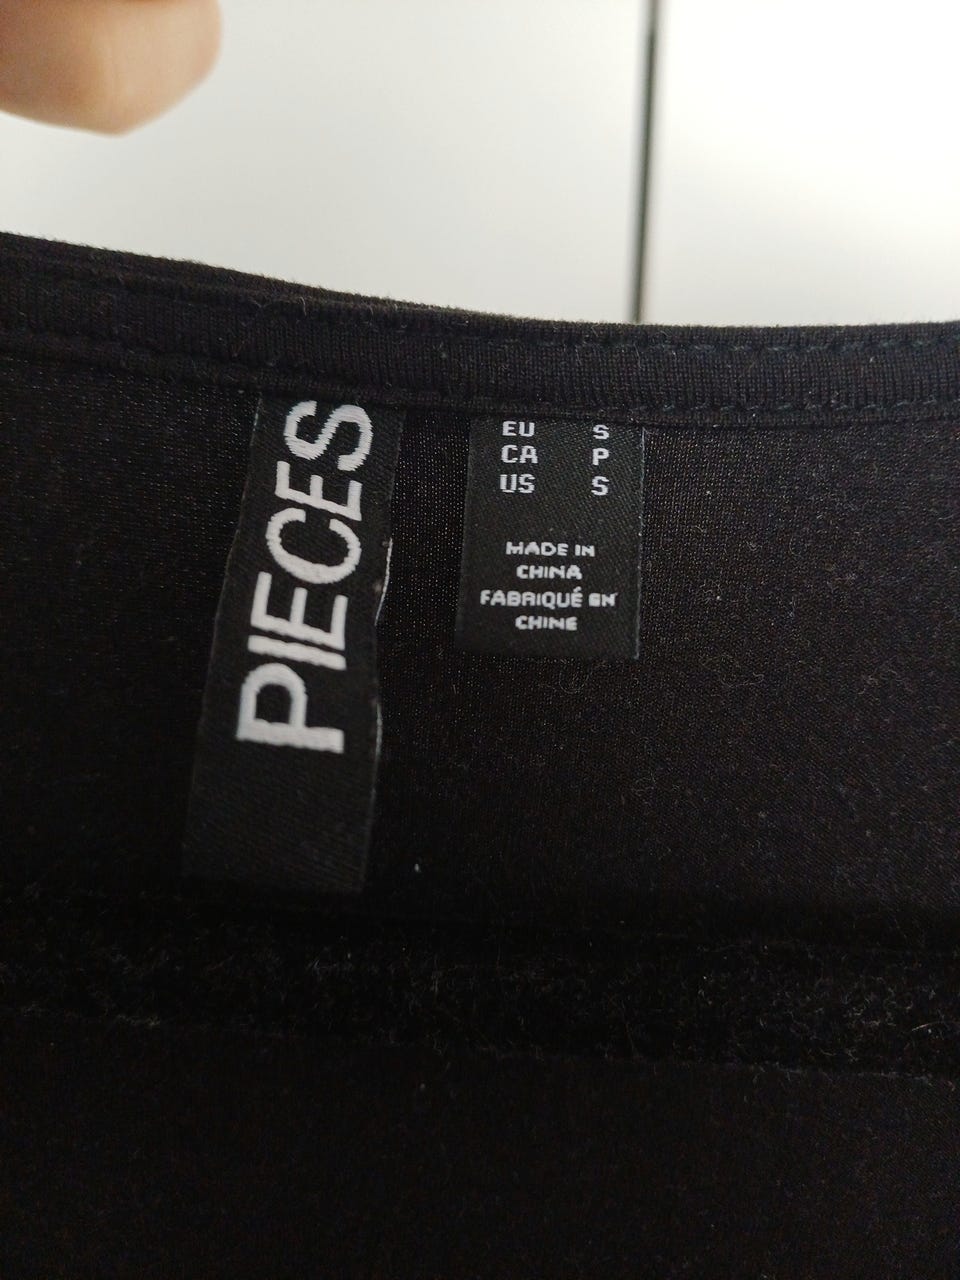 PIECES
EU S
CA P
US S
MADE IN
CHINA
FABRIQUÉ EN
CHINE